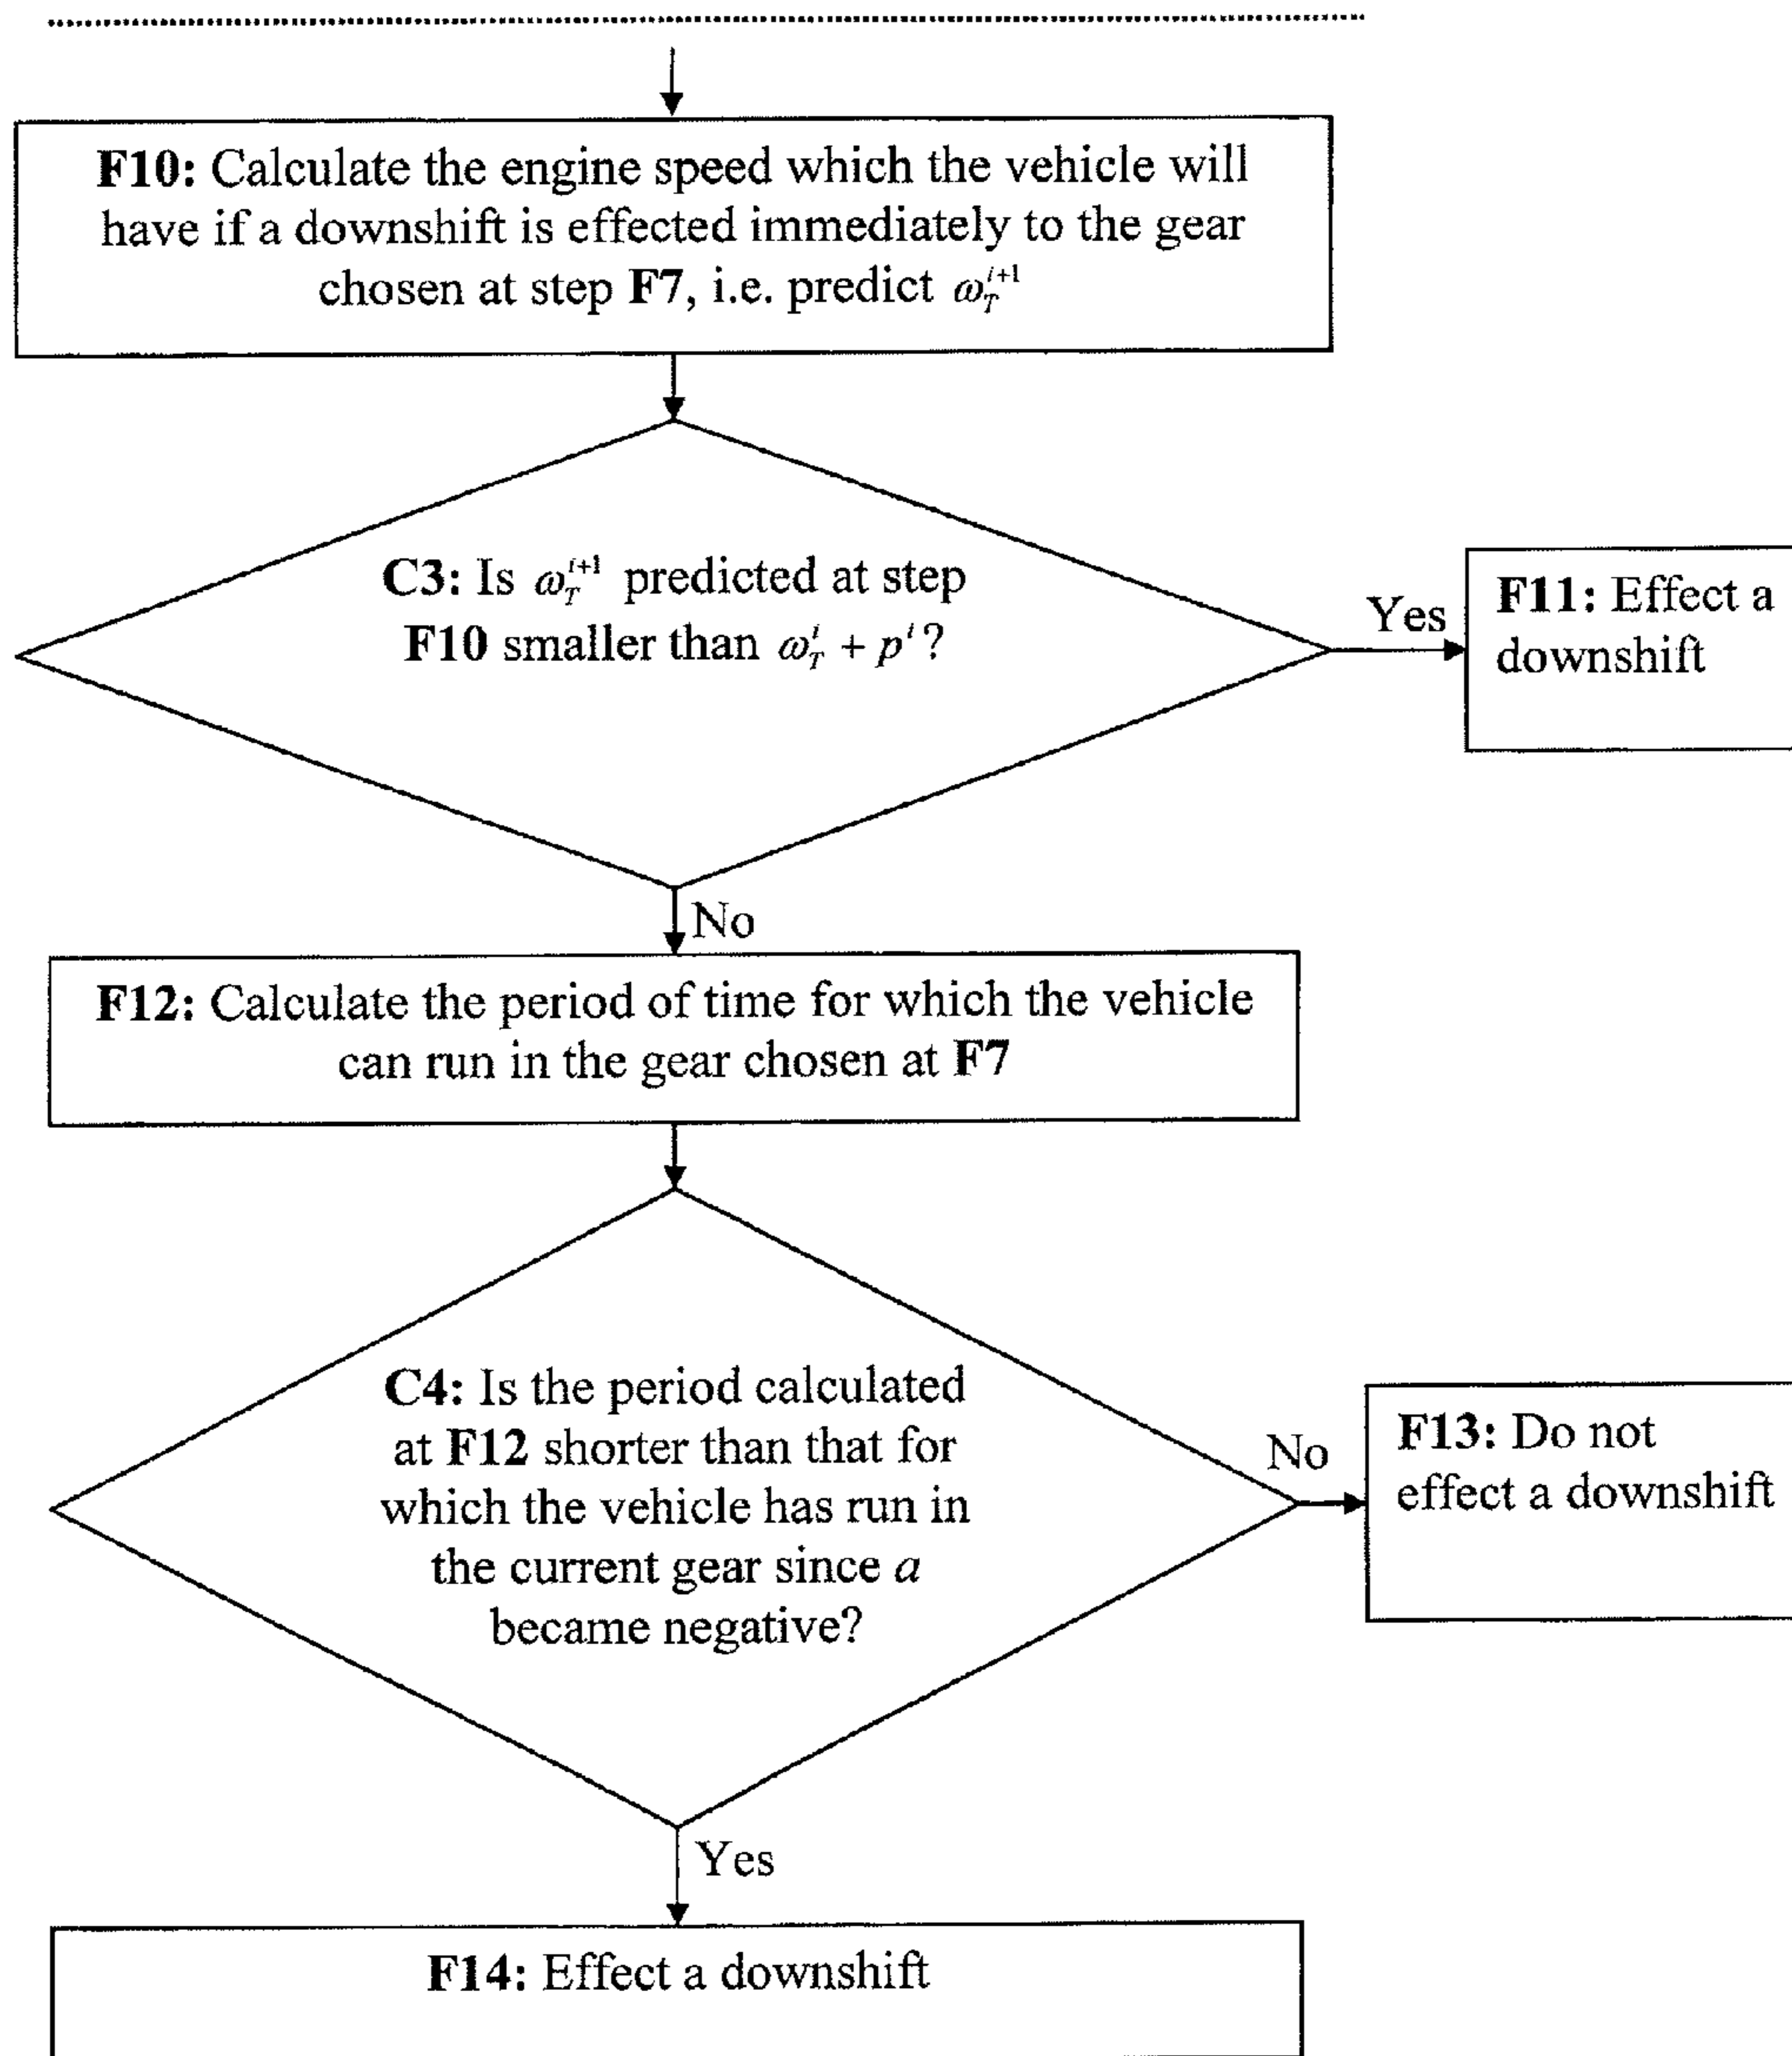 F10: Calculate the engine speed which the vehicle will
have if a downshift is effected immediately to the gear
chosen at step F7, i.e. predict ω_T^{i+1}
C3: Is ω_T^{i+1} predicted at step
F10 smaller than ω_T^i + p^i?
Yes
F11: Effect a
downshift
No
F12: Calculate the period of time for which the vehicle
can run in the gear chosen at F7
C4: Is the period calculated
at F12 shorter than that for
which the vehicle has run in
the current gear since a
became negative?
No
F13: Do not
effect a downshift
Yes
F14: Effect a downshift